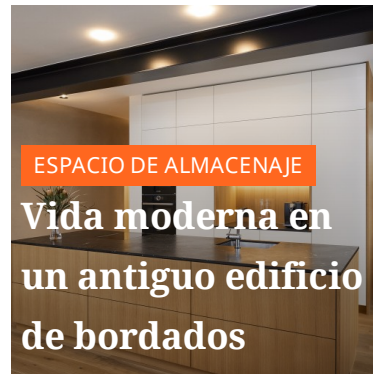 ESPACIO DE ALMACENAJE
Vida moderna en
un antiguo edificio
de bordados